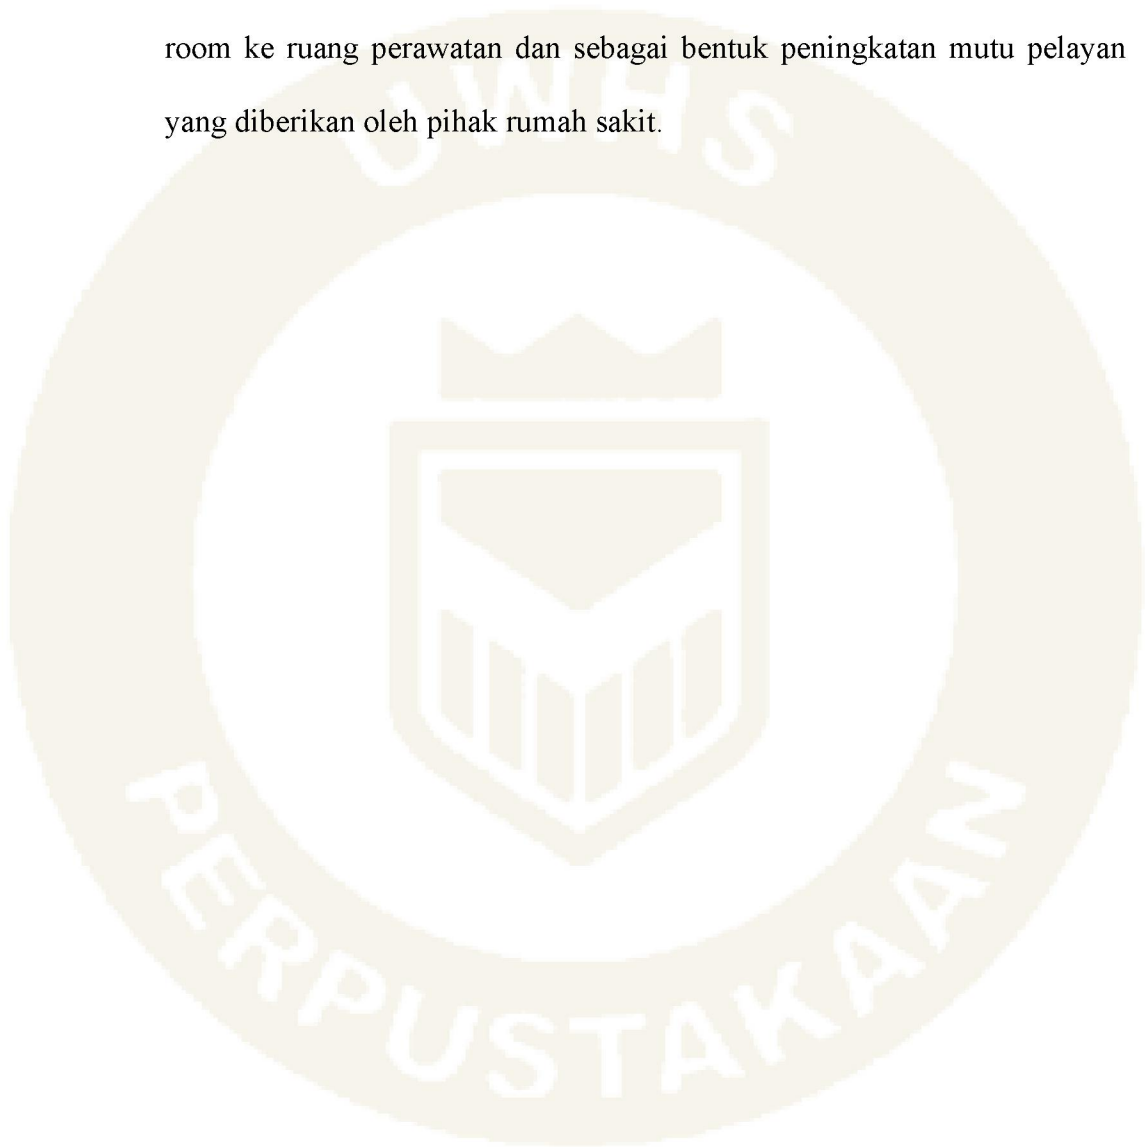 room ke ruang perawatan dan sebagai bentuk peningkatan mutu pelayan
yang diberikan oleh pihak rumah sakit.
UWHS
PERPUSTAKAAN